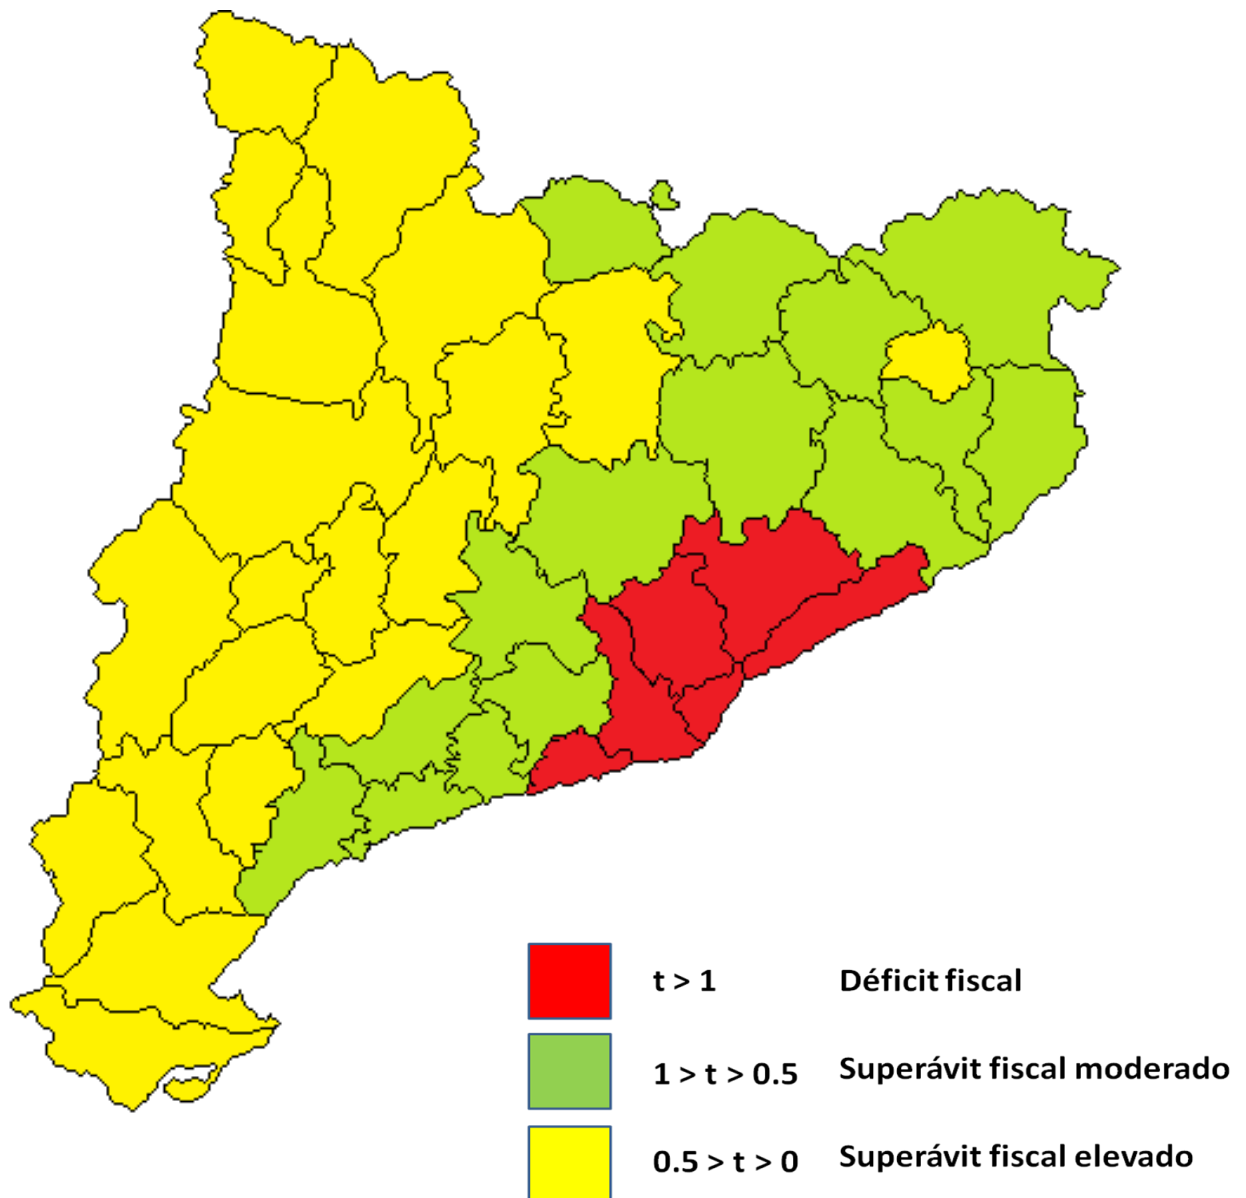 t > 1 Déficit fiscal
1 > t > 0.5 Superávit fiscal moderado
0.5 > t > 0 Superávit fiscal elevado